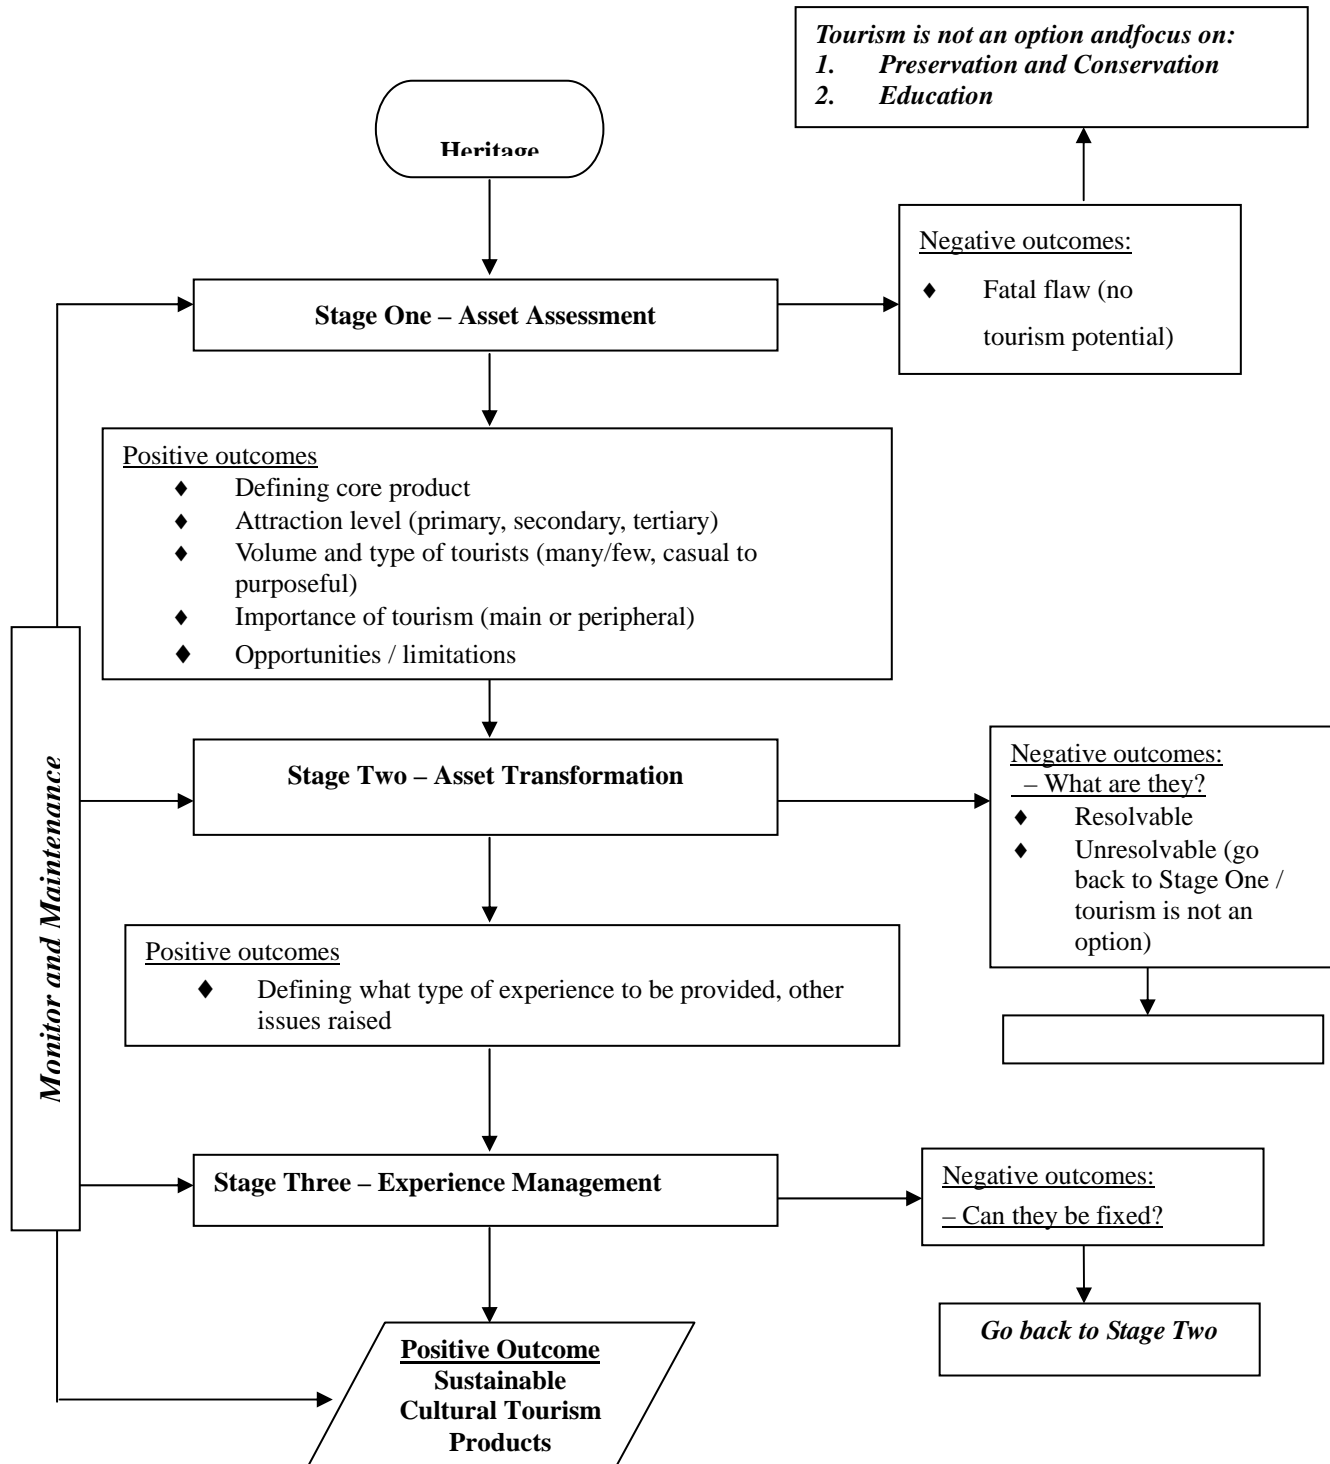 Tourism is not an option andfocus on:
1. Preservation and Conservation
2. Education
Heritage
Negative outcomes:
♦ Fatal flaw (no
tourism potential)
Stage One – Asset Assessment
Positive outcomes
♦ Defining core product
♦ Attraction level (primary, secondary, tertiary)
♦ Volume and type of tourists (many/few, casual to
purposeful)
♦ Importance of tourism (main or peripheral)
♦ Opportunities / limitations
Monitor and Maintenance
Stage Two – Asset Transformation
Negative outcomes:
– What are they?
♦ Resolvable
♦ Unresolvable (go
back to Stage One /
tourism is not an
option)
Positive outcomes
♦ Defining what type of experience to be provided, other
issues raised
Stage Three – Experience Management
Negative outcomes:
– Can they be fixed?
Go back to Stage Two
Positive Outcome
Sustainable
Cultural Tourism
Products